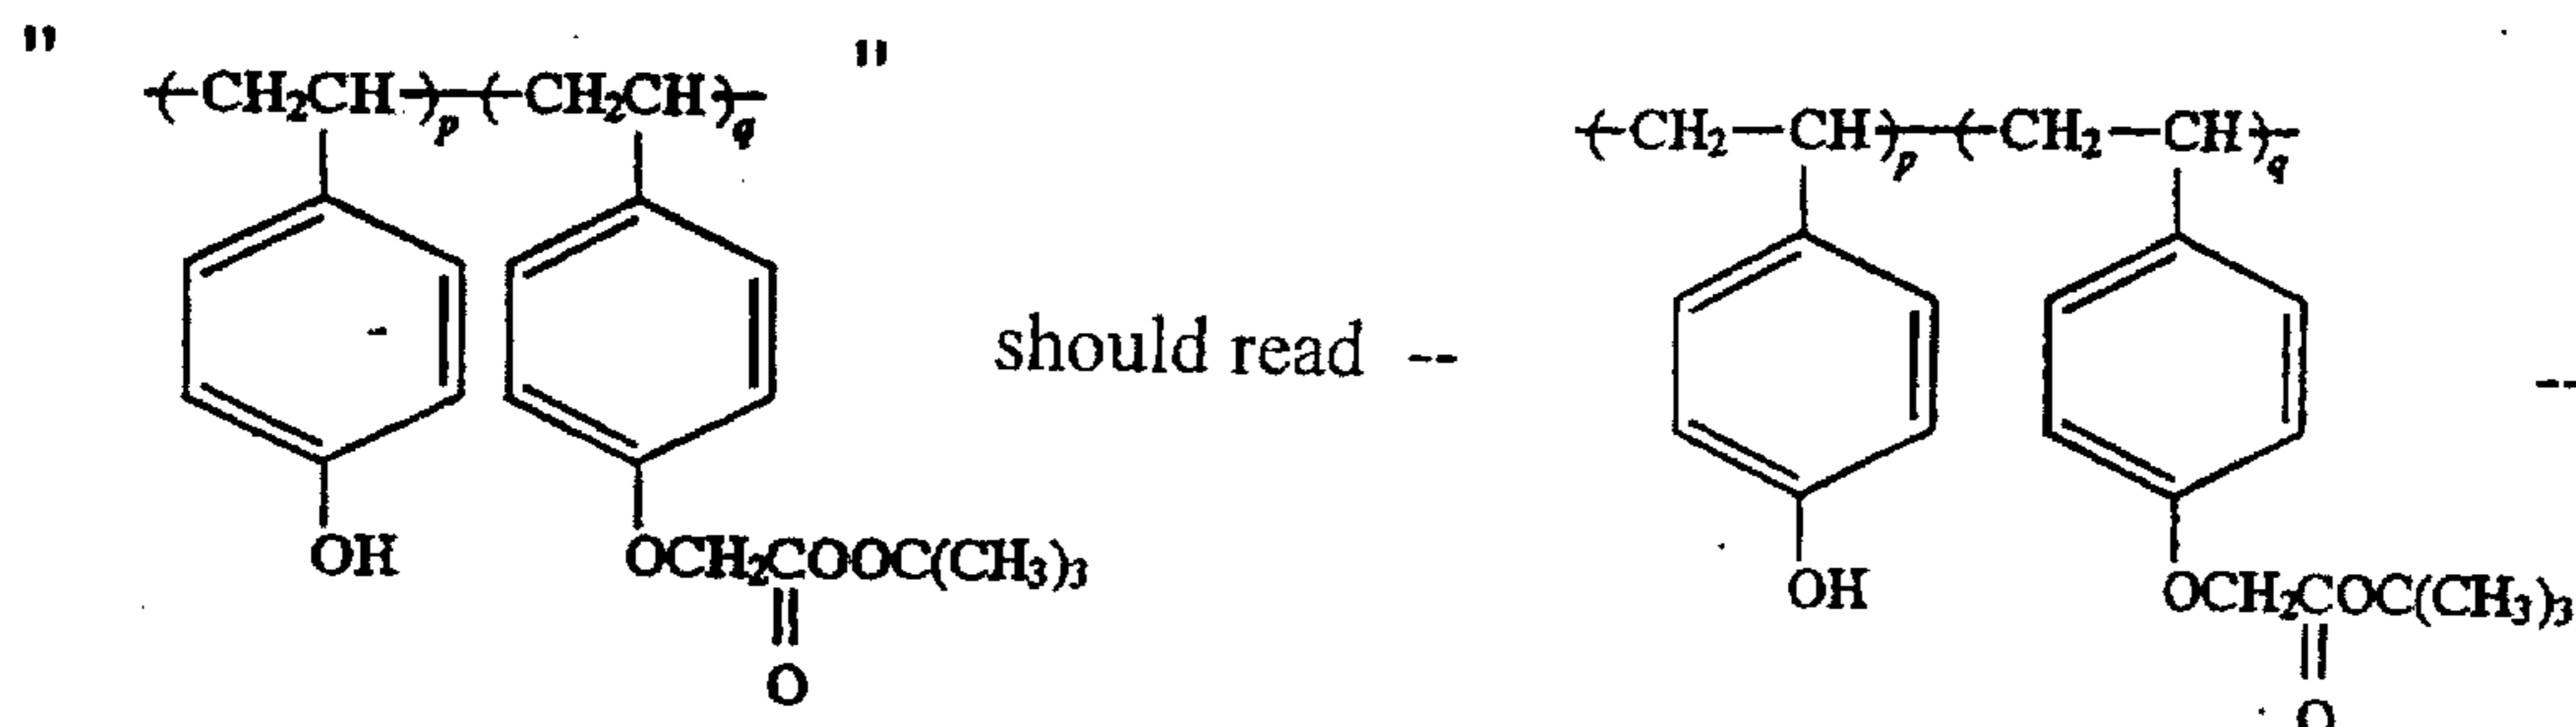 " "
-(-CH₂CH-)p-(-CH₂CH-)q-
-(-CH₂-CH-)p-(-CH₂-CH-)q-
should read -- --
OH OCH₂COOC(CH₃)₃
O
OH OCH₂COC(CH₃)₃
O